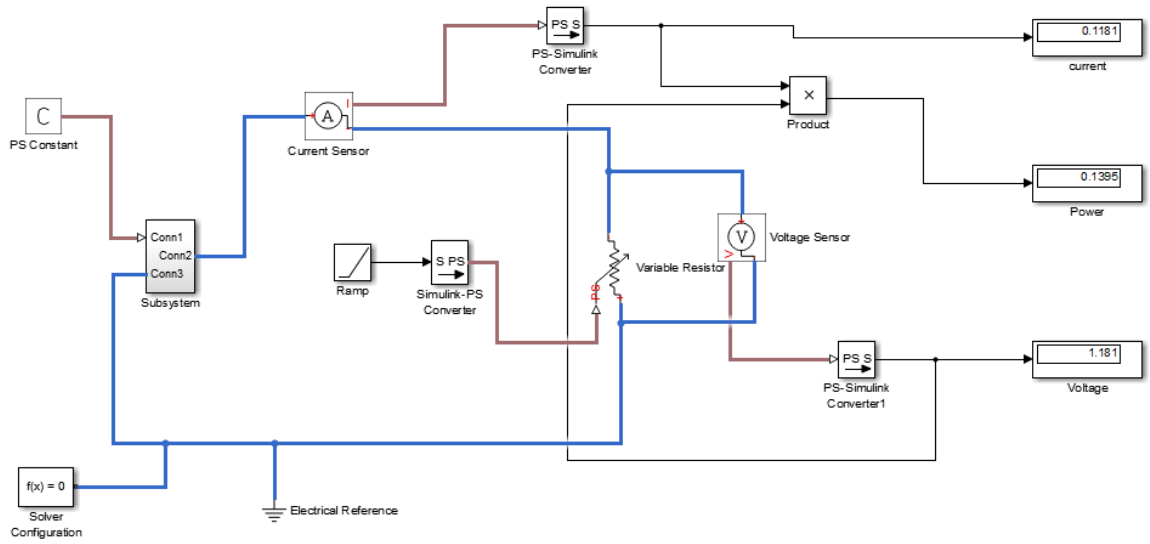 PS S
PS-Simulink
Converter
0.1181
current
C
PS Constant
I
A
Current Sensor
×
Product
0.1395
Power
Conn1
Conn2
Conn3
Subsystem
Ramp
S PS
Simulink-PS
Converter
PS
Variable Resistor
V
V
Voltage Sensor
PS S
PS-Simulink
Converter1
1.181
Voltage
f(x) = 0
Solver
Configuration
Electrical Reference